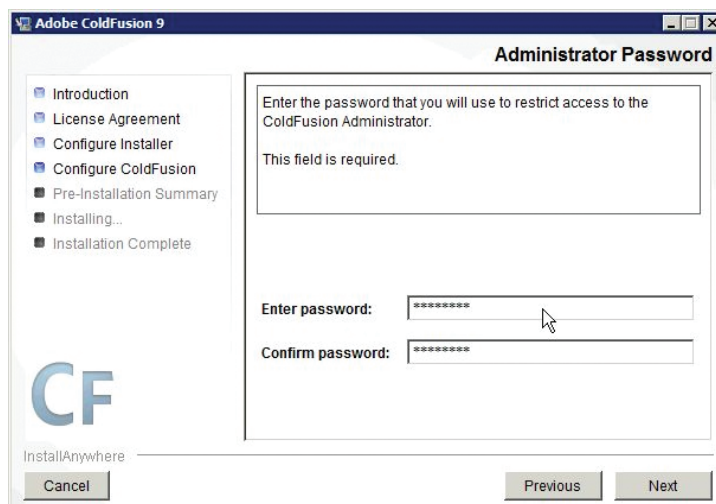 Adobe ColdFusion 9
Administrator Password
Introduction
License Agreement
Configure Installer
Configure ColdFusion
Pre-Installation Summary
Installing...
Installation Complete
Enter the password that you will use to restrict access to the
ColdFusion Administrator.
This field is required.
Enter password: ********
Confirm password: ********
CF
InstallAnywhere
Cancel
Previous
Next